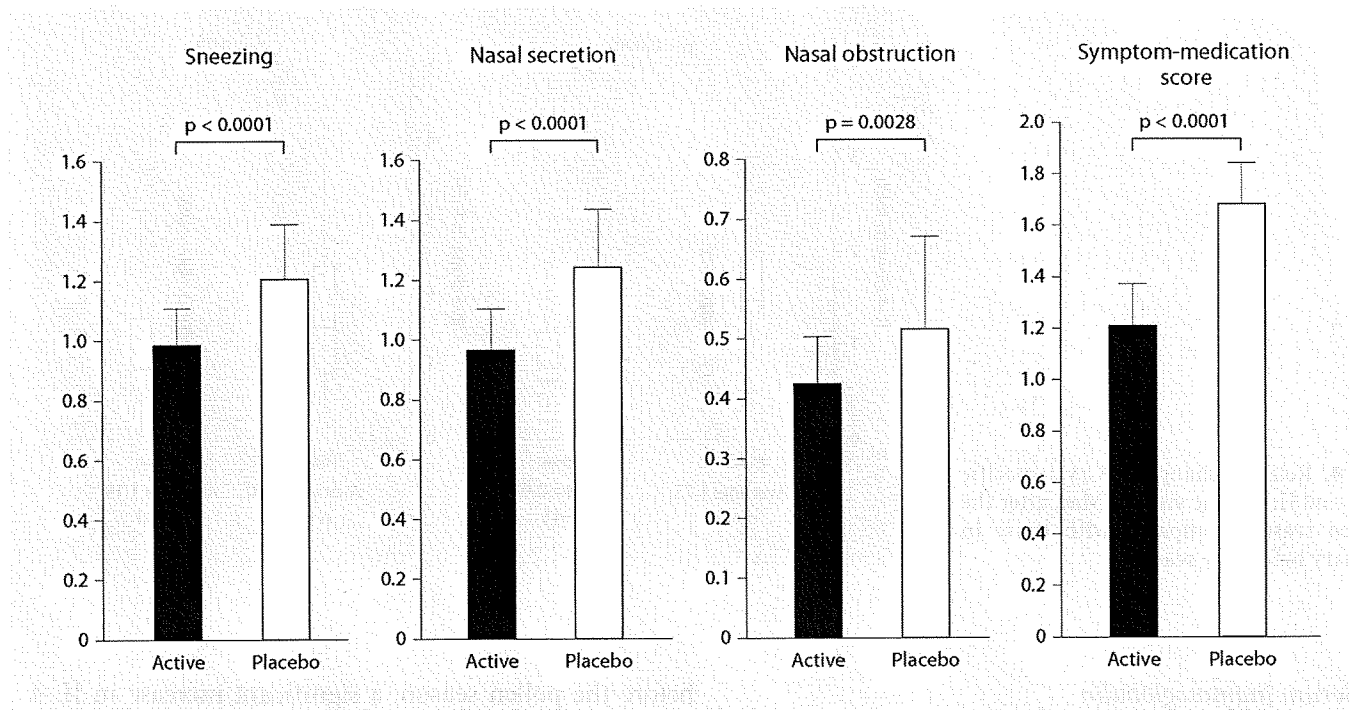 Sneezing
p < 0.0001
1.6
1.4
1.2
1.0
0.8
0.6
0.4
0.2
0
Active Placebo
Nasal secretion
p < 0.0001
1.6
1.4
1.2
1.0
0.8
0.6
0.4
0.2
0
Active Placebo
Nasal obstruction
p = 0.0028
0.8
0.7
0.6
0.5
0.4
0.3
0.2
0.1
0
Active Placebo
Symptom-medication
score
p < 0.0001
2.0
1.8
1.6
1.4
1.2
1.0
0.8
0.6
0.4
0.2
0
Active Placebo